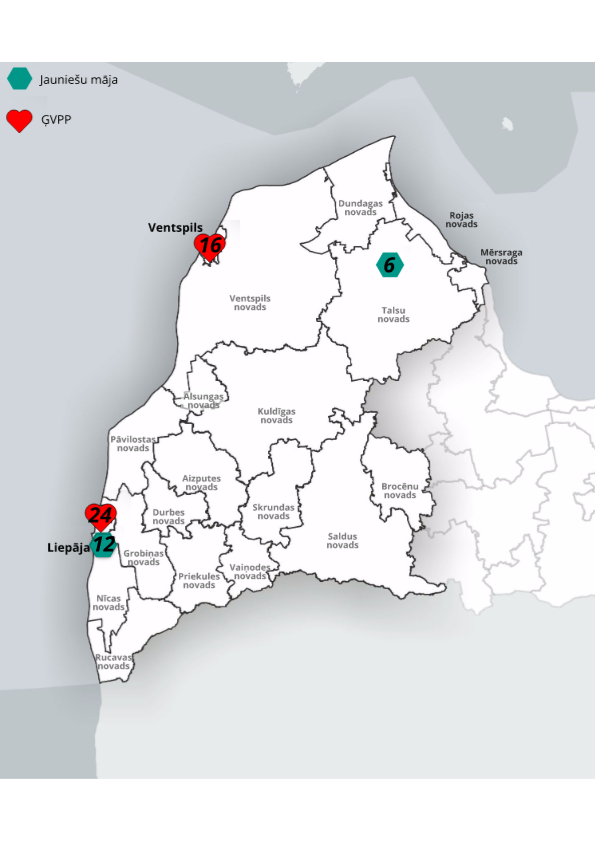 Jauniešu māja
ĢVPP
Dundagas
novads
Rojas
novads
Ventspils
16
Mērsraga
novads
6
Ventspils
novads
Talsu
novads
Alsungas
novads
Kuldīgas
novads
Pāvilostas
novads
Aizputes
novads
Brocēnu
novads
24
Durbes
novads
Skrundas
novads
Saldus
novads
Liepāja
12
Grobiņas
novads
Vaiņodes
novads
Priekules
novads
Nīcas
novads
Rucavas
novads